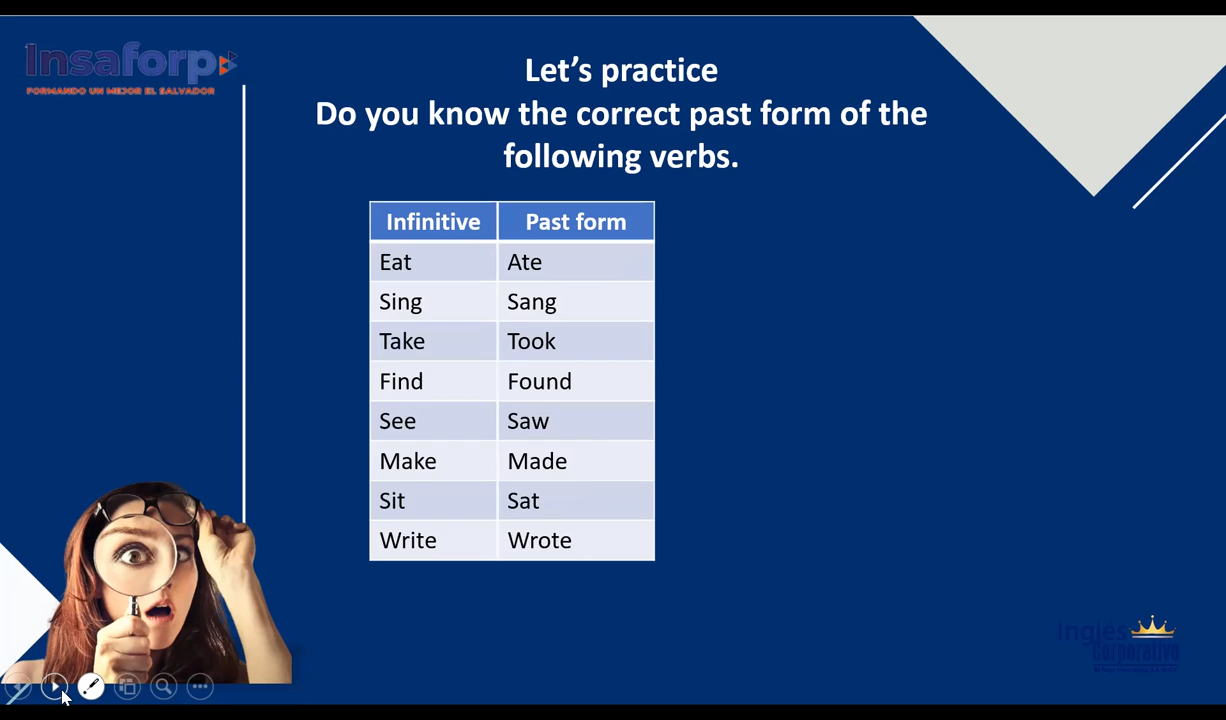 Insaforp
FORMANDO UN MEJOR EL SALVADOR
Let's practice
Do you know the correct past form of the
following verbs.
Infinitive Past form
Eat Ate
Sing Sang
Take Took
Find Found
See Saw
Make Made
Sit Sat
Write Wrote
Inglés
Corporativo